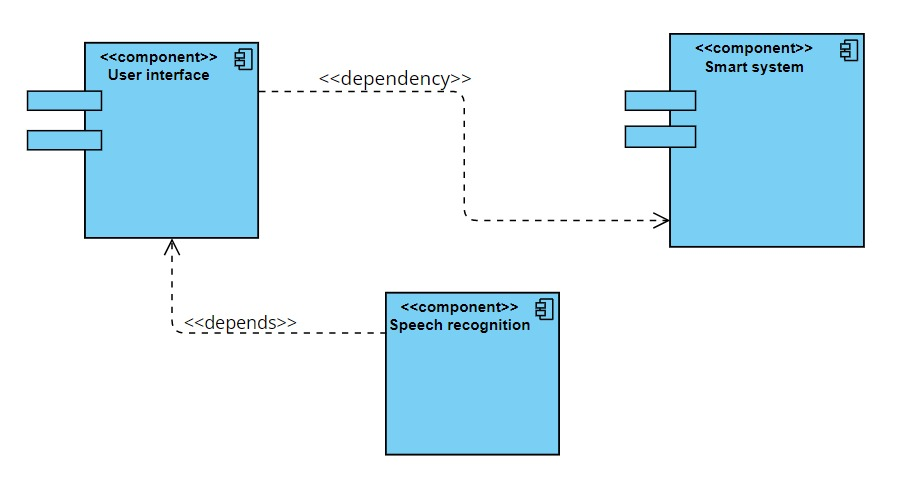 <<component>>
User interface
<<dependency>>
<<component>>
Smart system
<<depends>>
<<component>>
Speech recognition